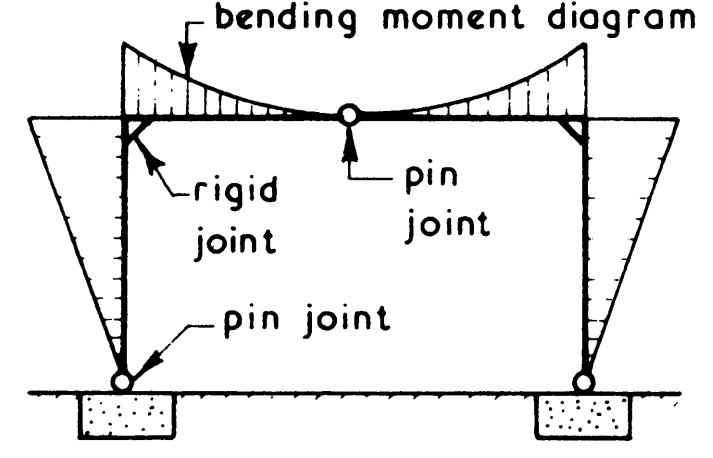 bending moment diagram
rigid
joint
pin
joint
pin joint